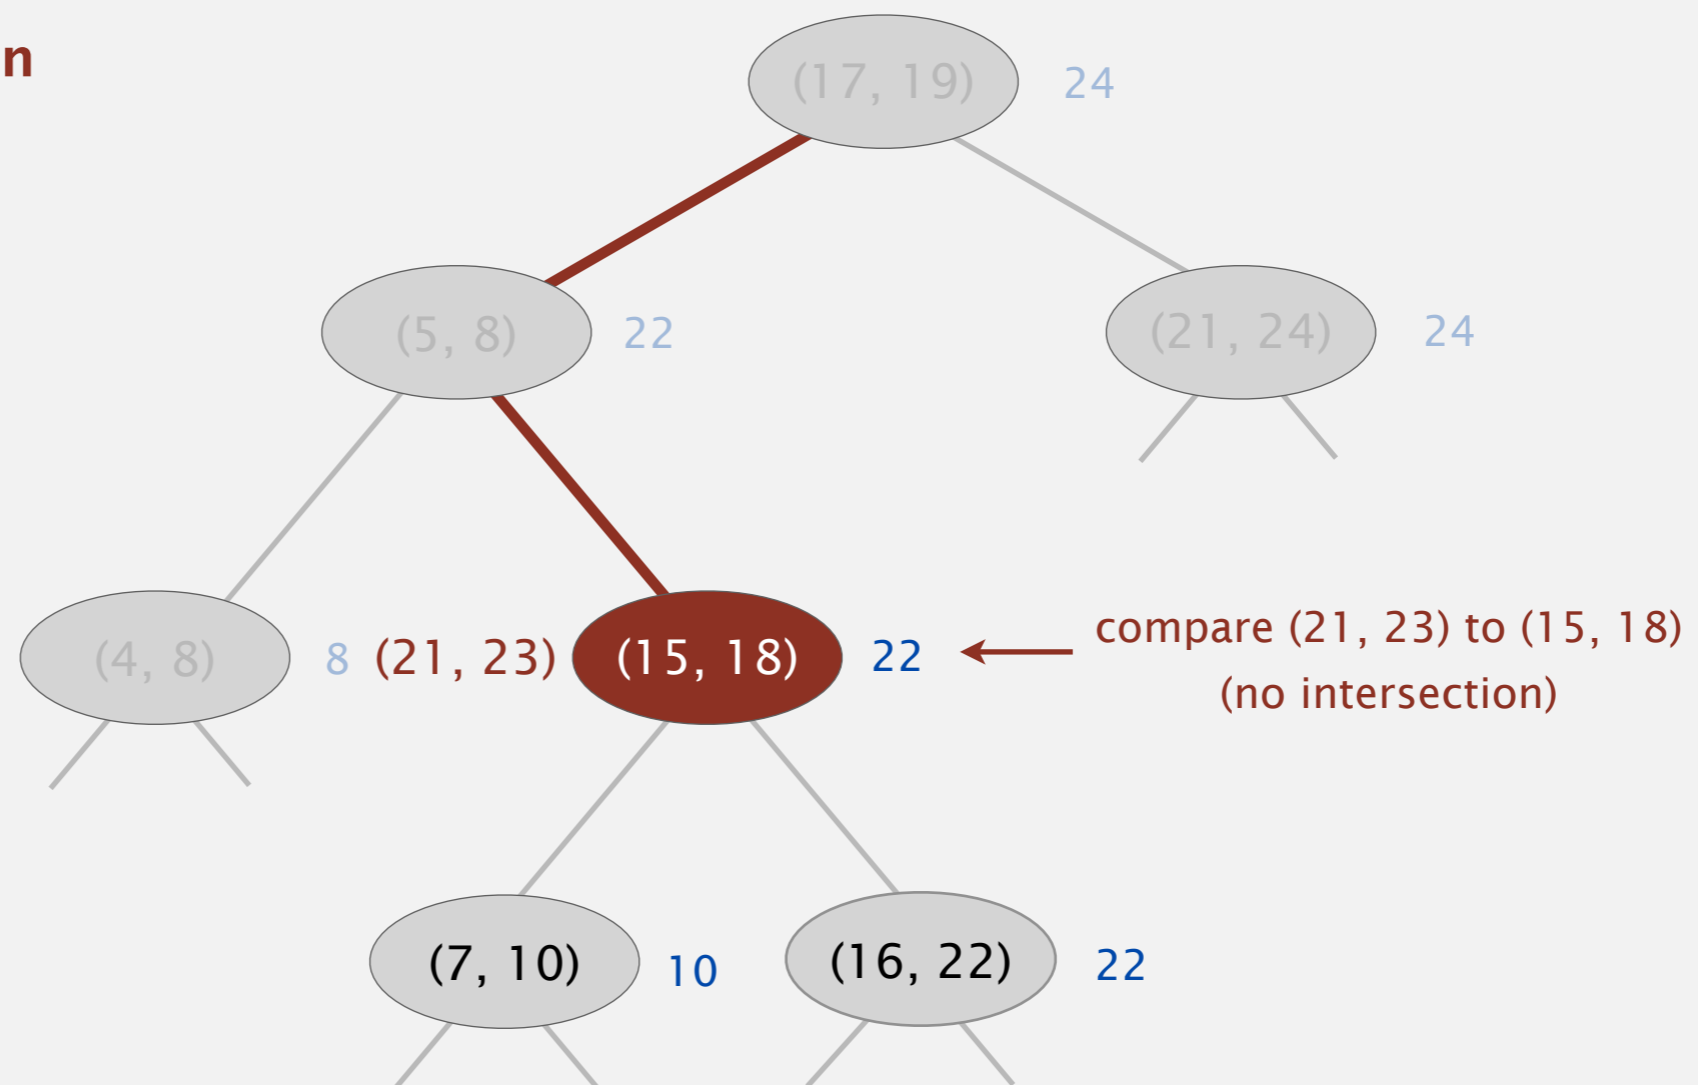 n
(17, 19) 24
(5, 8) 22 (21, 24) 24
(4, 8) 8 (21, 23) (15, 18) 22 compare (21, 23) to (15, 18)
(no intersection)
(7, 10) 10 (16, 22) 22